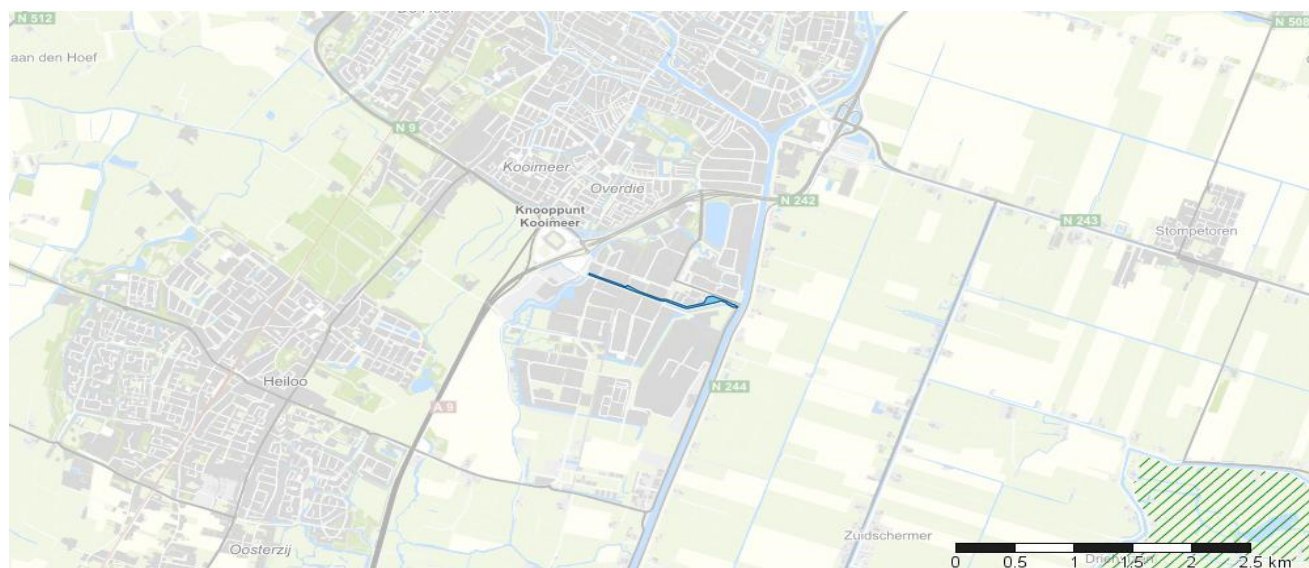 N 512
N 508
aan den Hoef
N 9
Kooimeer
Overdie
Knooppunt
Kooimeer
N 242
N 243
Stompetoren
Heiloo
A 9
N 244
Oosterzij
Zuidschermer
0 0.5 1 1.5 2 2.5 km